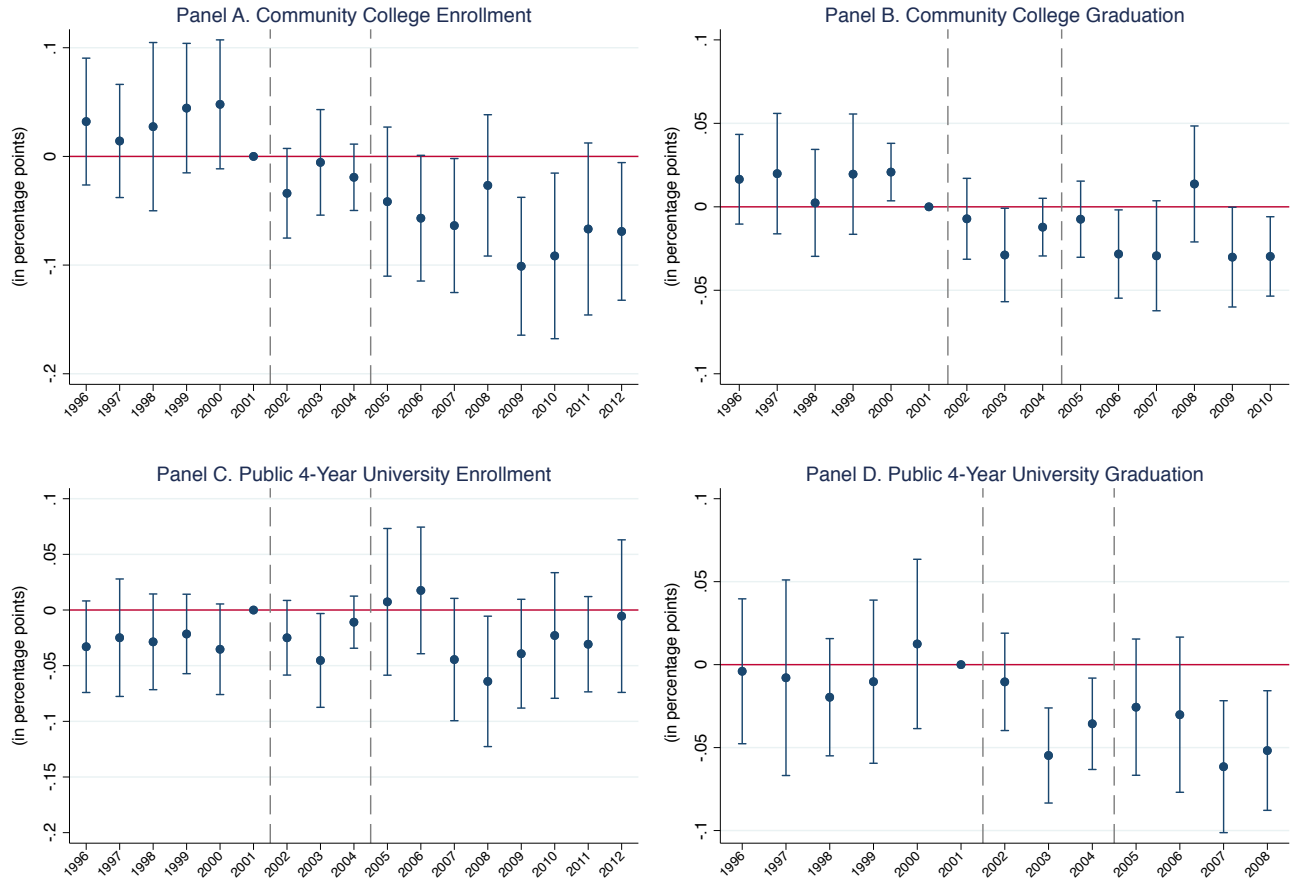 Panel A. Community College Enrollment
(in percentage points)
.1
0
-.1
-.2
1996 1997 1998 1999 2000 2001 2002 2003 2004 2005 2006 2007 2008 2009 2010 2011 2012
Panel B. Community College Graduation
(in percentage points)
.1
.05
0
-.05
-.1
1996 1997 1998 1999 2000 2001 2002 2003 2004 2005 2006 2007 2008 2009 2010
Panel C. Public 4-Year University Enrollment
(in percentage points)
.1
.05
0
-.05
-.1
-.15
-.2
1996 1997 1998 1999 2000 2001 2002 2003 2004 2005 2006 2007 2008 2009 2010 2011 2012
Panel D. Public 4-Year University Graduation
(in percentage points)
.1
.05
0
-.05
-.1
1996 1997 1998 1999 2000 2001 2002 2003 2004 2005 2006 2007 2008